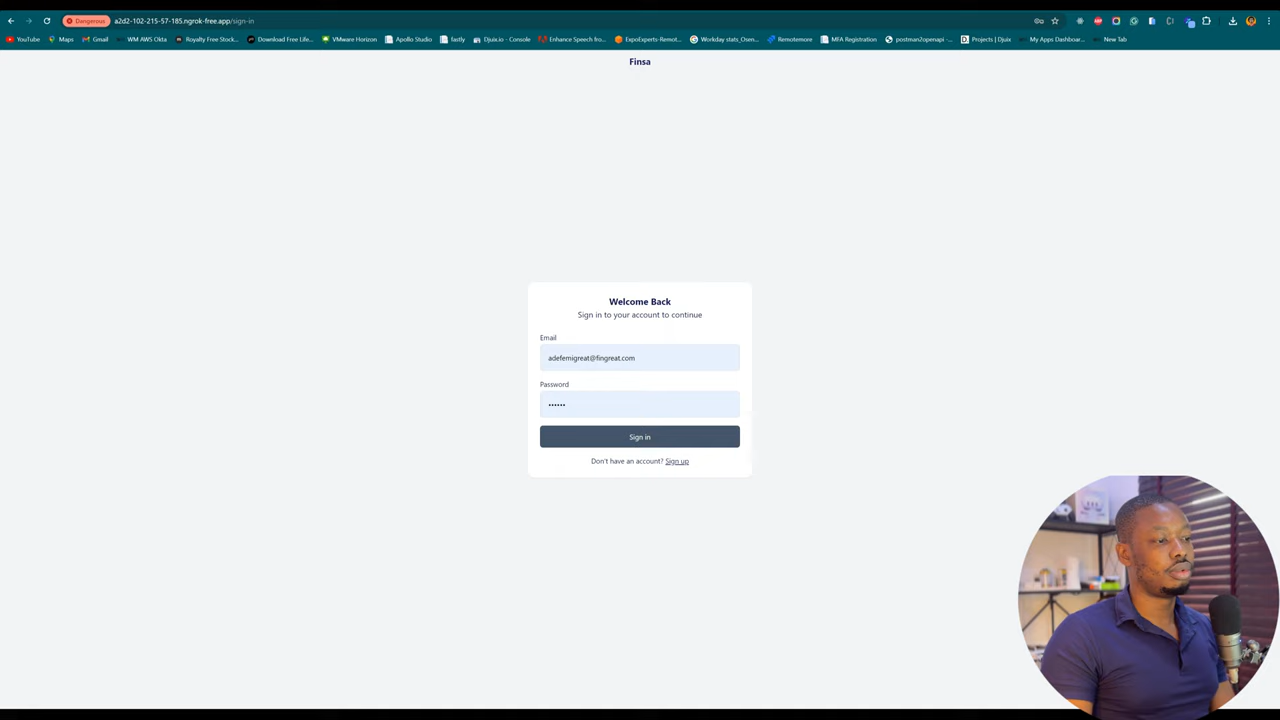 Dangerous
a2d2-102-215-57-185.ngrok-free.app/sign-in
YouTube
Maps
Gmail
WM AWS Okta
Royalty Free Stock...
Download Free Life...
VMware Horizon
Apollo Studio
fastly
Djuix.io - Console
Enhance Speech fro...
ExpoExperts-Remot...
Workday stats_Osen...
Remotemore
MFA Registration
postman2openapi -...
Projects | Djuix
My Apps Dashboar...
New Tab
Finsa
Welcome Back
Sign in to your account to continue
Email
adefemigreat@fingreat.com
Password
••••••
Sign in
Don't have an account? Sign up